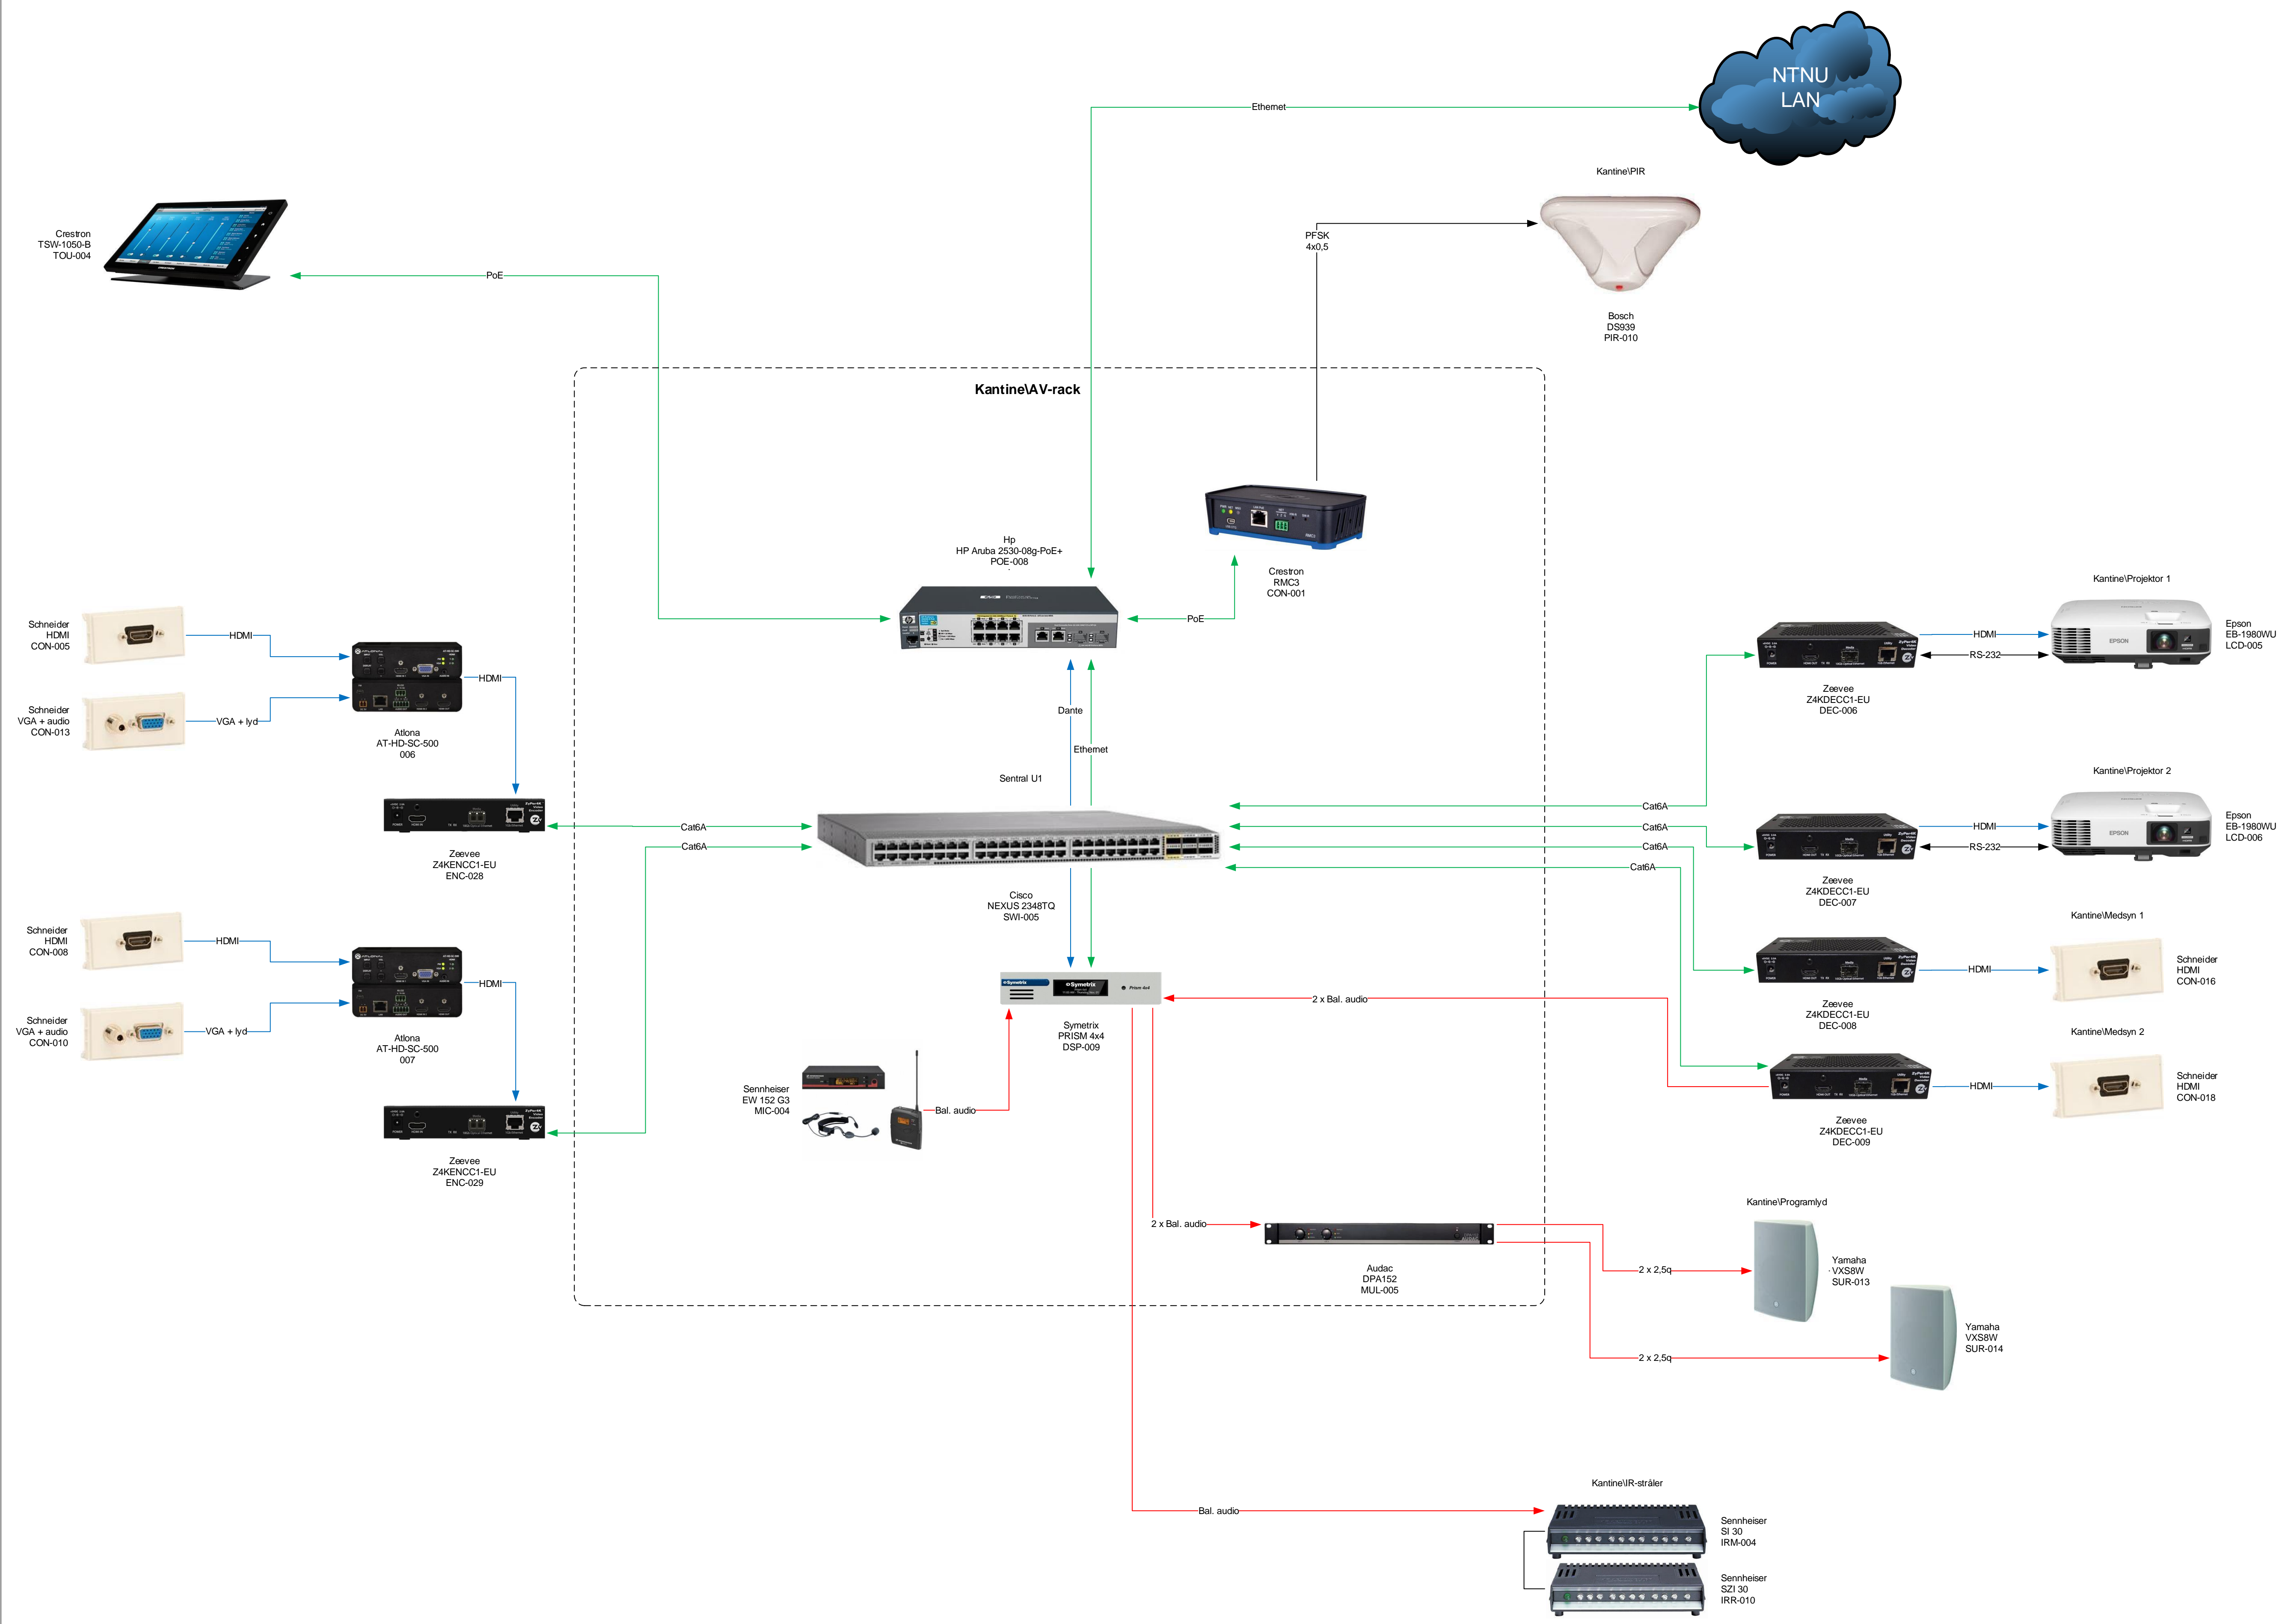 NTNU
LAN
Ethernet
Kantine\PIR
PFSK
4x0,5
Crestron
TSW-1050-B
TOU-004
PoE
Bosch
DS939
PIR-010
Kantine\AV-rack
Hp
HP Aruba 2530-08g-PoE+
POE-008
Crestron
RMC3
CON-001
PoE
Schneider
HDMI
CON-005
HDMI
Schneider
VGA + audio
CON-013
VGA + lyd
HDMI
Atlona
AT-HD-SC-500
006
Dante
Ethernet
Sentral U1
Zeevee
Z4KENCC1-EU
ENC-028
Cat6A
Cat6A
Cisco
NEXUS 2348TQ
SWI-005
Cat6A
Cat6A
Cat6A
Cat6A
Kantine\Projektor 1
HDMI
RS-232
Epson
EB-1980WU
LCD-005
EPSON
Zeevee
Z4KDECC1-EU
DEC-006
Kantine\Projektor 2
HDMI
RS-232
Epson
EB-1980WU
LCD-006
EPSON
Zeevee
Z4KDECC1-EU
DEC-007
Kantine\Medsyn 1
HDMI
Schneider
HDMI
CON-016
Zeevee
Z4KDECC1-EU
DEC-008
Kantine\Medsyn 2
HDMI
Schneider
HDMI
CON-018
Zeevee
Z4KDECC1-EU
DEC-009
Schneider
HDMI
CON-008
HDMI
Schneider
VGA + audio
CON-010
VGA + lyd
HDMI
Atlona
AT-HD-SC-500
007
Zeevee
Z4KENCC1-EU
ENC-029
Symetrix
Symetrix
Prism 4x4
Symetrix
PRISM 4x4
DSP-009
2 x Bal. audio
Sennheiser
EW 152 G3
MIC-004
Bal. audio
2 x Bal. audio
Audac
DPA152
MUL-005
Kantine\Programlyd
2 x 2,5q
Yamaha
VXS8W
SUR-013
2 x 2,5q
Yamaha
VXS8W
SUR-014
Kantine\IR-stråler
Bal. audio
Sennheiser
SI 30
IRM-004
Sennheiser
SZI 30
IRR-010